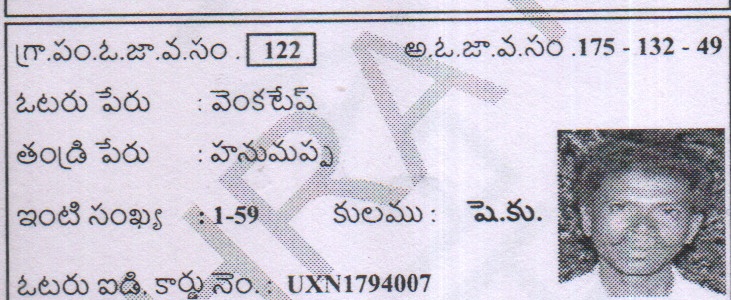 గ్రా.పం.ఓ.జా.వ.సం . 122 అ.ఓ.జా.వ.సం .175 - 132 - 49
ఓటరు పేరు : వెంకటేష్
తండ్రి పేరు : హనుమప్ప
ఇంటి సంఖ్య : 1-59 కులము : షె.కు.
ఓటరు ఐడి. కార్డు నెం. : UXN1794007